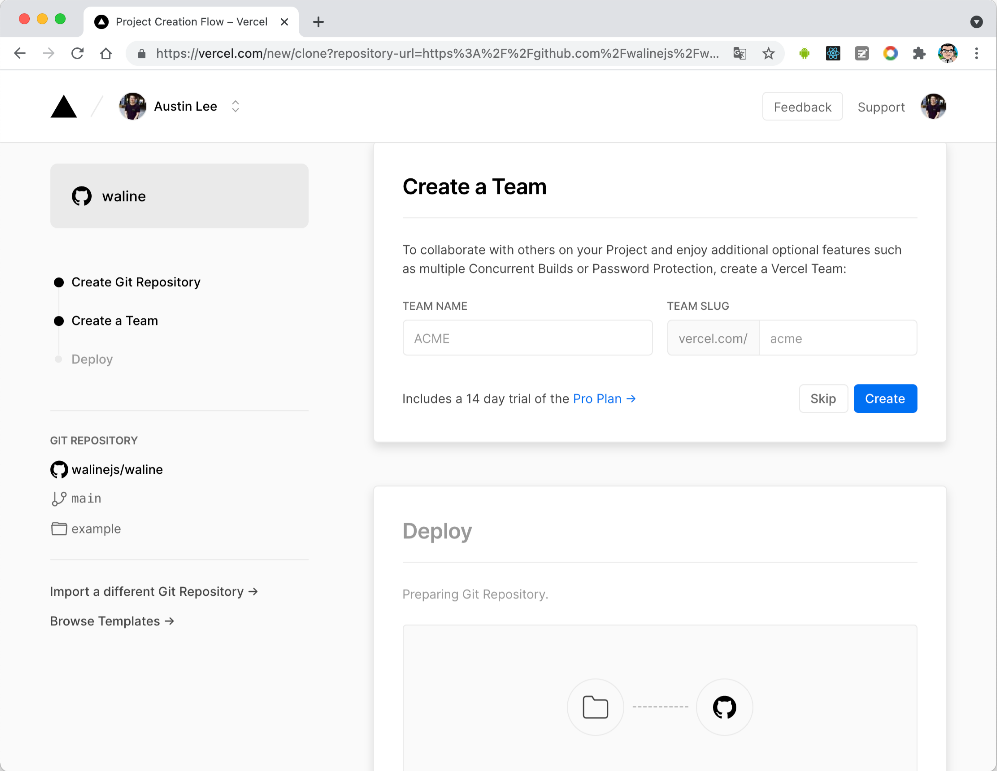 Project Creation Flow – Vercel
https://vercel.com/new/clone?repository-url=https%3A%2F%2Fgithub.com%2Fwalinejs%2Fw...
Austin Lee
Feedback
Support
waline
Create Git Repository
Create a Team
Deploy
GIT REPOSITORY
walinejs/waline
main
example
Import a different Git Repository →
Browse Templates →
Create a Team
To collaborate with others on your Project and enjoy additional optional features such
as multiple Concurrent Builds or Password Protection, create a Vercel Team:
TEAM NAME
ACME
TEAM SLUG
vercel.com/
acme
Includes a 14 day trial of the Pro Plan →
Skip
Create
Deploy
Preparing Git Repository.